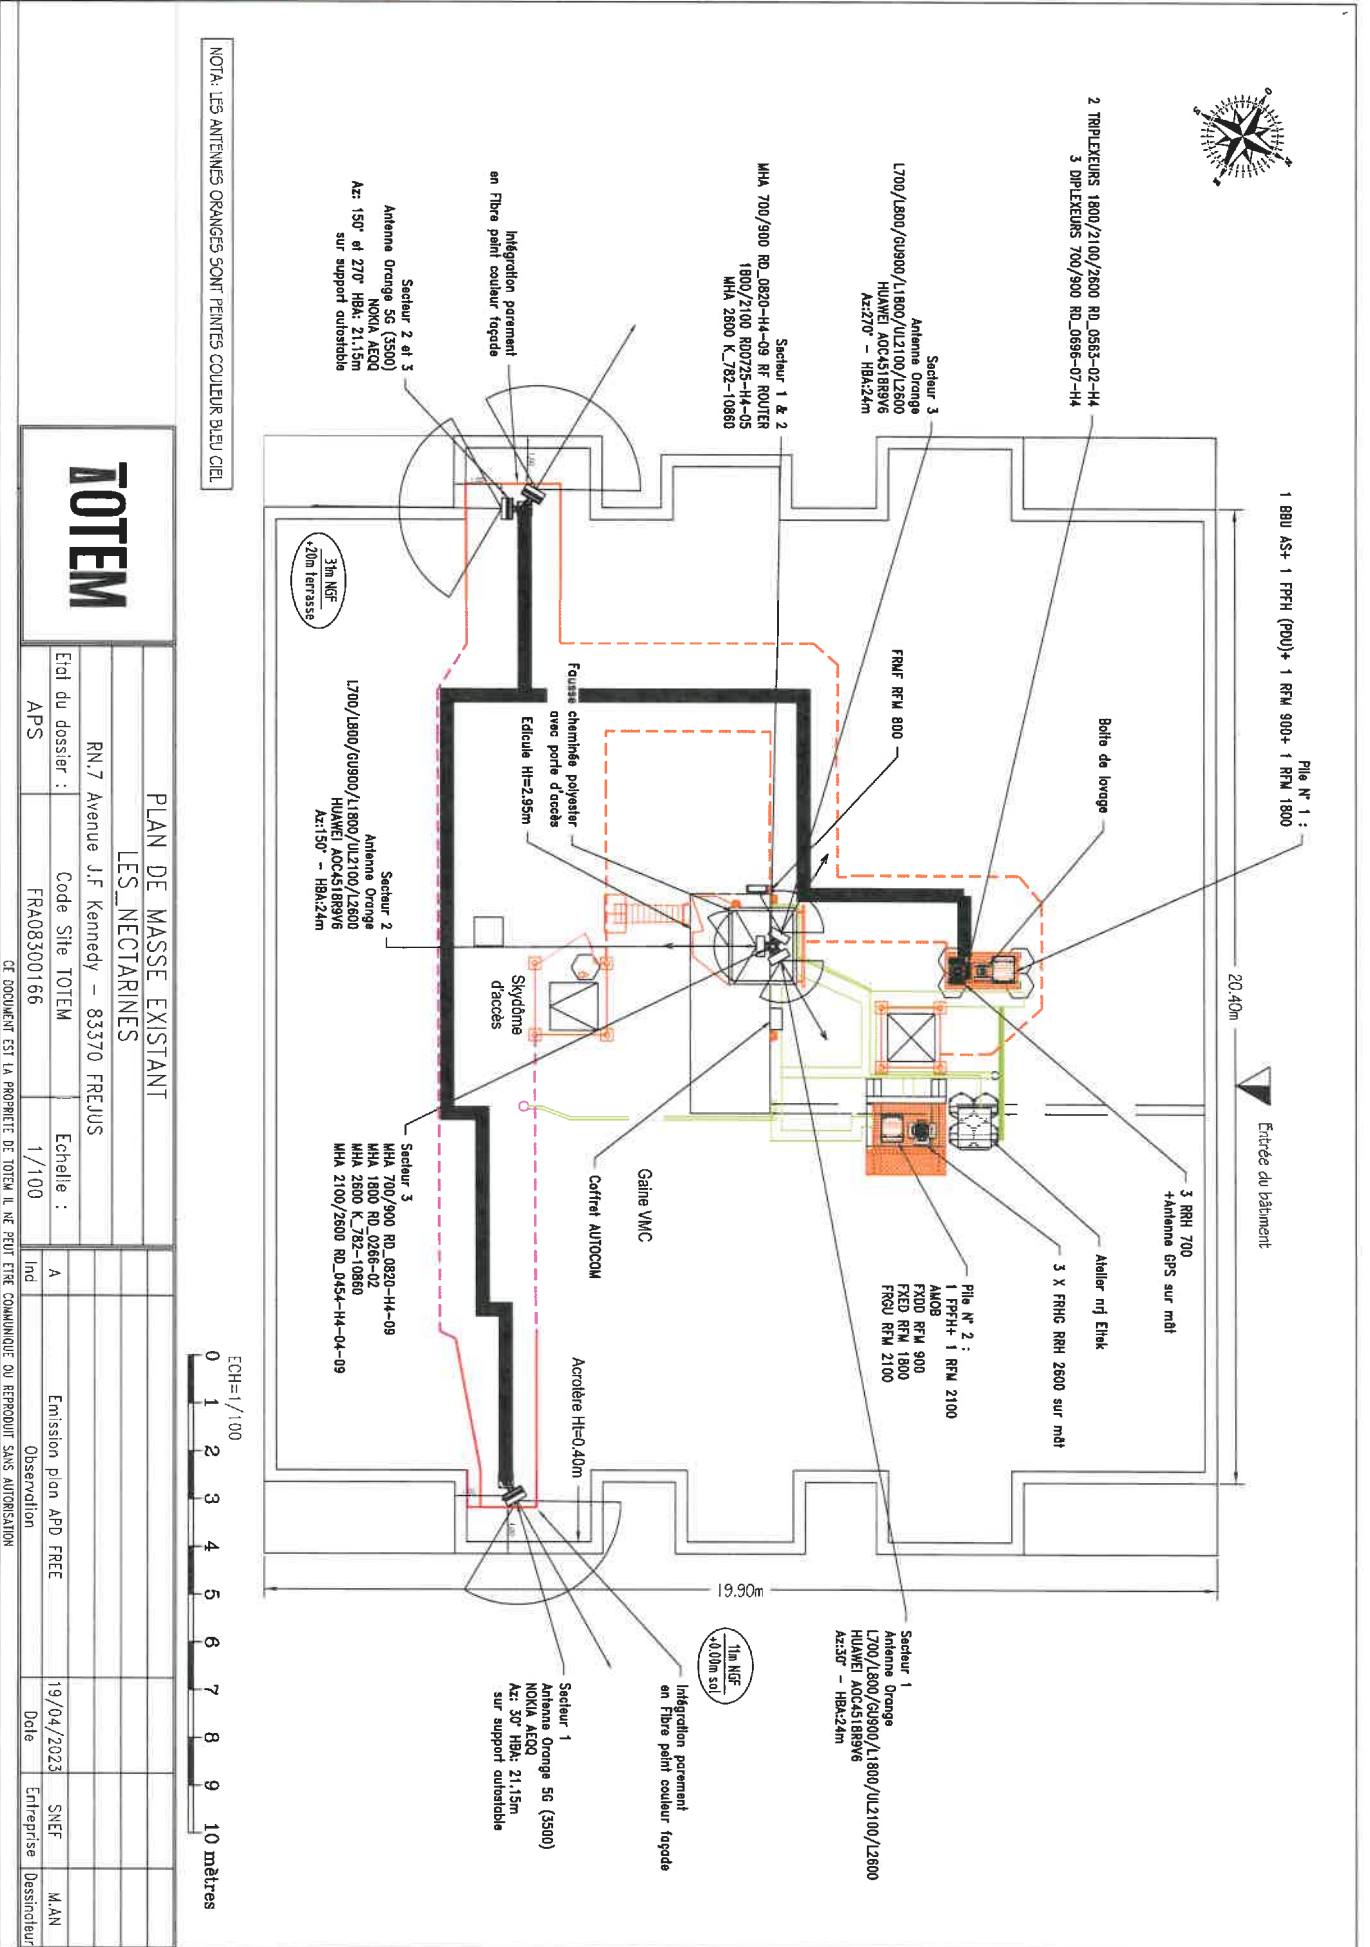 Pile N° 1 :
1 BBU AS+ 1 FPFH (PDU)+ 1 RFM 900+ 1 RFM 1800
20.40m
Entrée du bâtiment
2 TRIPLEXEURS 1800/2100/2600 RD_0563-02-H4
3 DIPLEXEURS 700/900 RD_0696-07-H4
Boîte de lovage
3 RRH 700
+Antenne GPS sur mât
Atelier nrj Eltek
3 X FRHG RRH 2600 sur mât
Pile N° 2 :
1 FPFH+ 1 RFM 2100
AMOB
FXDD RFM 900
FXED RFM 1800
FRGU RFM 2100
Secteur 3
Antenne Orange
L700/L800/GU900/L1800/UL2100/L2600
HUAWEI AOC4518R9V6
Az:270° - HBA:24m
FRMF RFM 800
Secteur 1
Antenne Orange
L700/L800/GU900/L1800/UL2100/L2600
HUAWEI AOC4518R9V6
Az:30° - HBA:24m
Secteur 1 & 2
MHA 700/900 RD_0820-H4-09 RF ROUTER
1800/2100 RD0725-H4-05
MHA 2600 K_782-10860
19.90m
11m NGF
+0.00m sol
Gaine VMC
Coffret AUTOCOM
Fausse cheminée polyester
avec porte d'accès
Edicule Ht=2.95m
Skydôme
d'accès
Intégration parement
en Fibre peint couleur façade
1.00
Intégration parement
en Fibre peint couleur façade
Acrotère Ht=0.40m
1.00
Secteur 2 et 3
Antenne Orange 5G (3500)
NOKIA AEQQ
Az: 150° et 270° HBA: 21.15m
sur support autostable
Secteur 1
Antenne Orange 5G (3500)
NOKIA AEQQ
Az: 30° HBA: 21.15m
sur support autostable
31m NGF
+20m terrasse
Secteur 2
Antenne Orange
L700/L800/GU900/L1800/UL2100/L2600
HUAWEI AOC4518R9V6
Az:150° - HBA:24m
Secteur 3
MHA 700/900 RD_0820-H4-09
MHA 1800 RD_0266-02
MHA 2600 K_782-10860
MHA 2100/2600 RD_0454-H4-04-09
NOTA: LES ANTENNES ORANGES SONT PEINTES COULEUR BLEU CIEL
ECH=1/100
0 1 2 3 4 5 6 7 8 9 10 mètres
TOTEM
PLAN DE MASSE EXISTANT
LES NECTARINES
RN.7 Avenue J.F Kennedy - 83370 FREJUS
Etat du dossier :
APS
Code Site TOTEM
FRA08300166
Echelle :
1/100
A Emission plan APD FREE 19/04/2023 SNEF M.AN
Ind Observation Date Entreprise Dessinateur
CE DOCUMENT EST LA PROPRIETE DE TOTEM IL NE PEUT ETRE COMMUNIQUE OU REPRODUIT SANS AUTORISATION